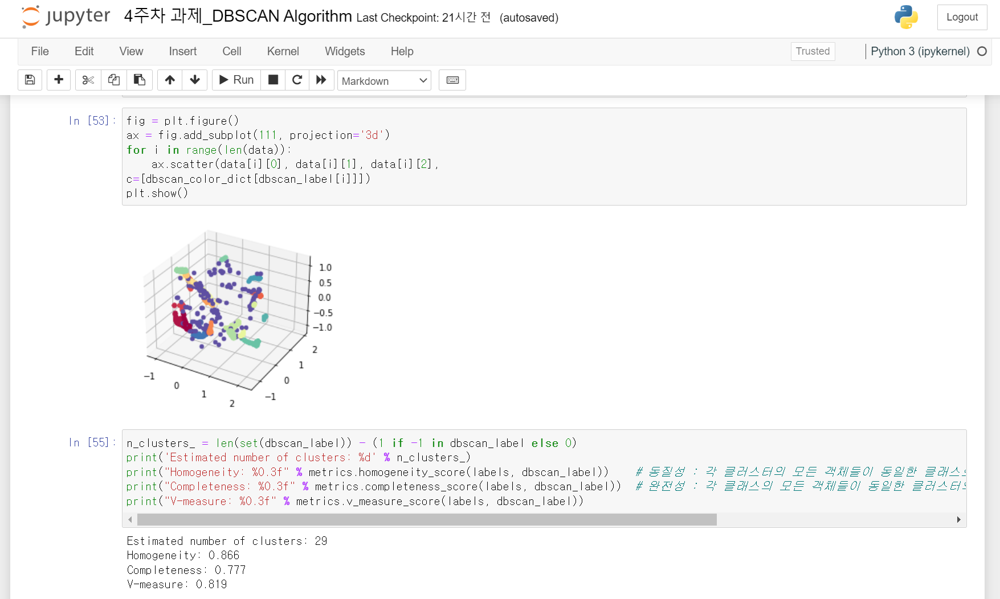 jupyter 4주차 과제_DBSCAN Algorithm Last Checkpoint: 21시간 전 (autosaved) Logout
File Edit View Insert Cell Kernel Widgets Help Trusted Python 3 (ipykernel)
Run Markdown
In [53]:
fig = plt.figure()
ax = fig.add_subplot(111, projection='3d')
for i in range(len(data)):
    ax.scatter(data[i][0], data[i][1], data[i][2],
c=[dbscan_color_dict[dbscan_label[i]]])
plt.show()
1.0
0.5
0.0
−0.5
−1.0
2
1
0
−1
−1
0
1
2
In [55]:
n_clusters_ = len(set(dbscan_label)) - (1 if -1 in dbscan_label else 0)
print('Estimated number of clusters: %d' % n_clusters_)
print("Homogeneity: %0.3f" % metrics.homogeneity_score(labels, dbscan_label)) # 동질성 : 각 클러스터의 모든 객체들이 동일한 클래스
print("Completeness: %0.3f" % metrics.completeness_score(labels, dbscan_label)) # 완전성 : 각 클래스의 모든 객체들이 동일한 클러스터
print("V-measure: %0.3f" % metrics.v_measure_score(labels, dbscan_label))
Estimated number of clusters: 29
Homogeneity: 0.866
Completeness: 0.777
V-measure: 0.819